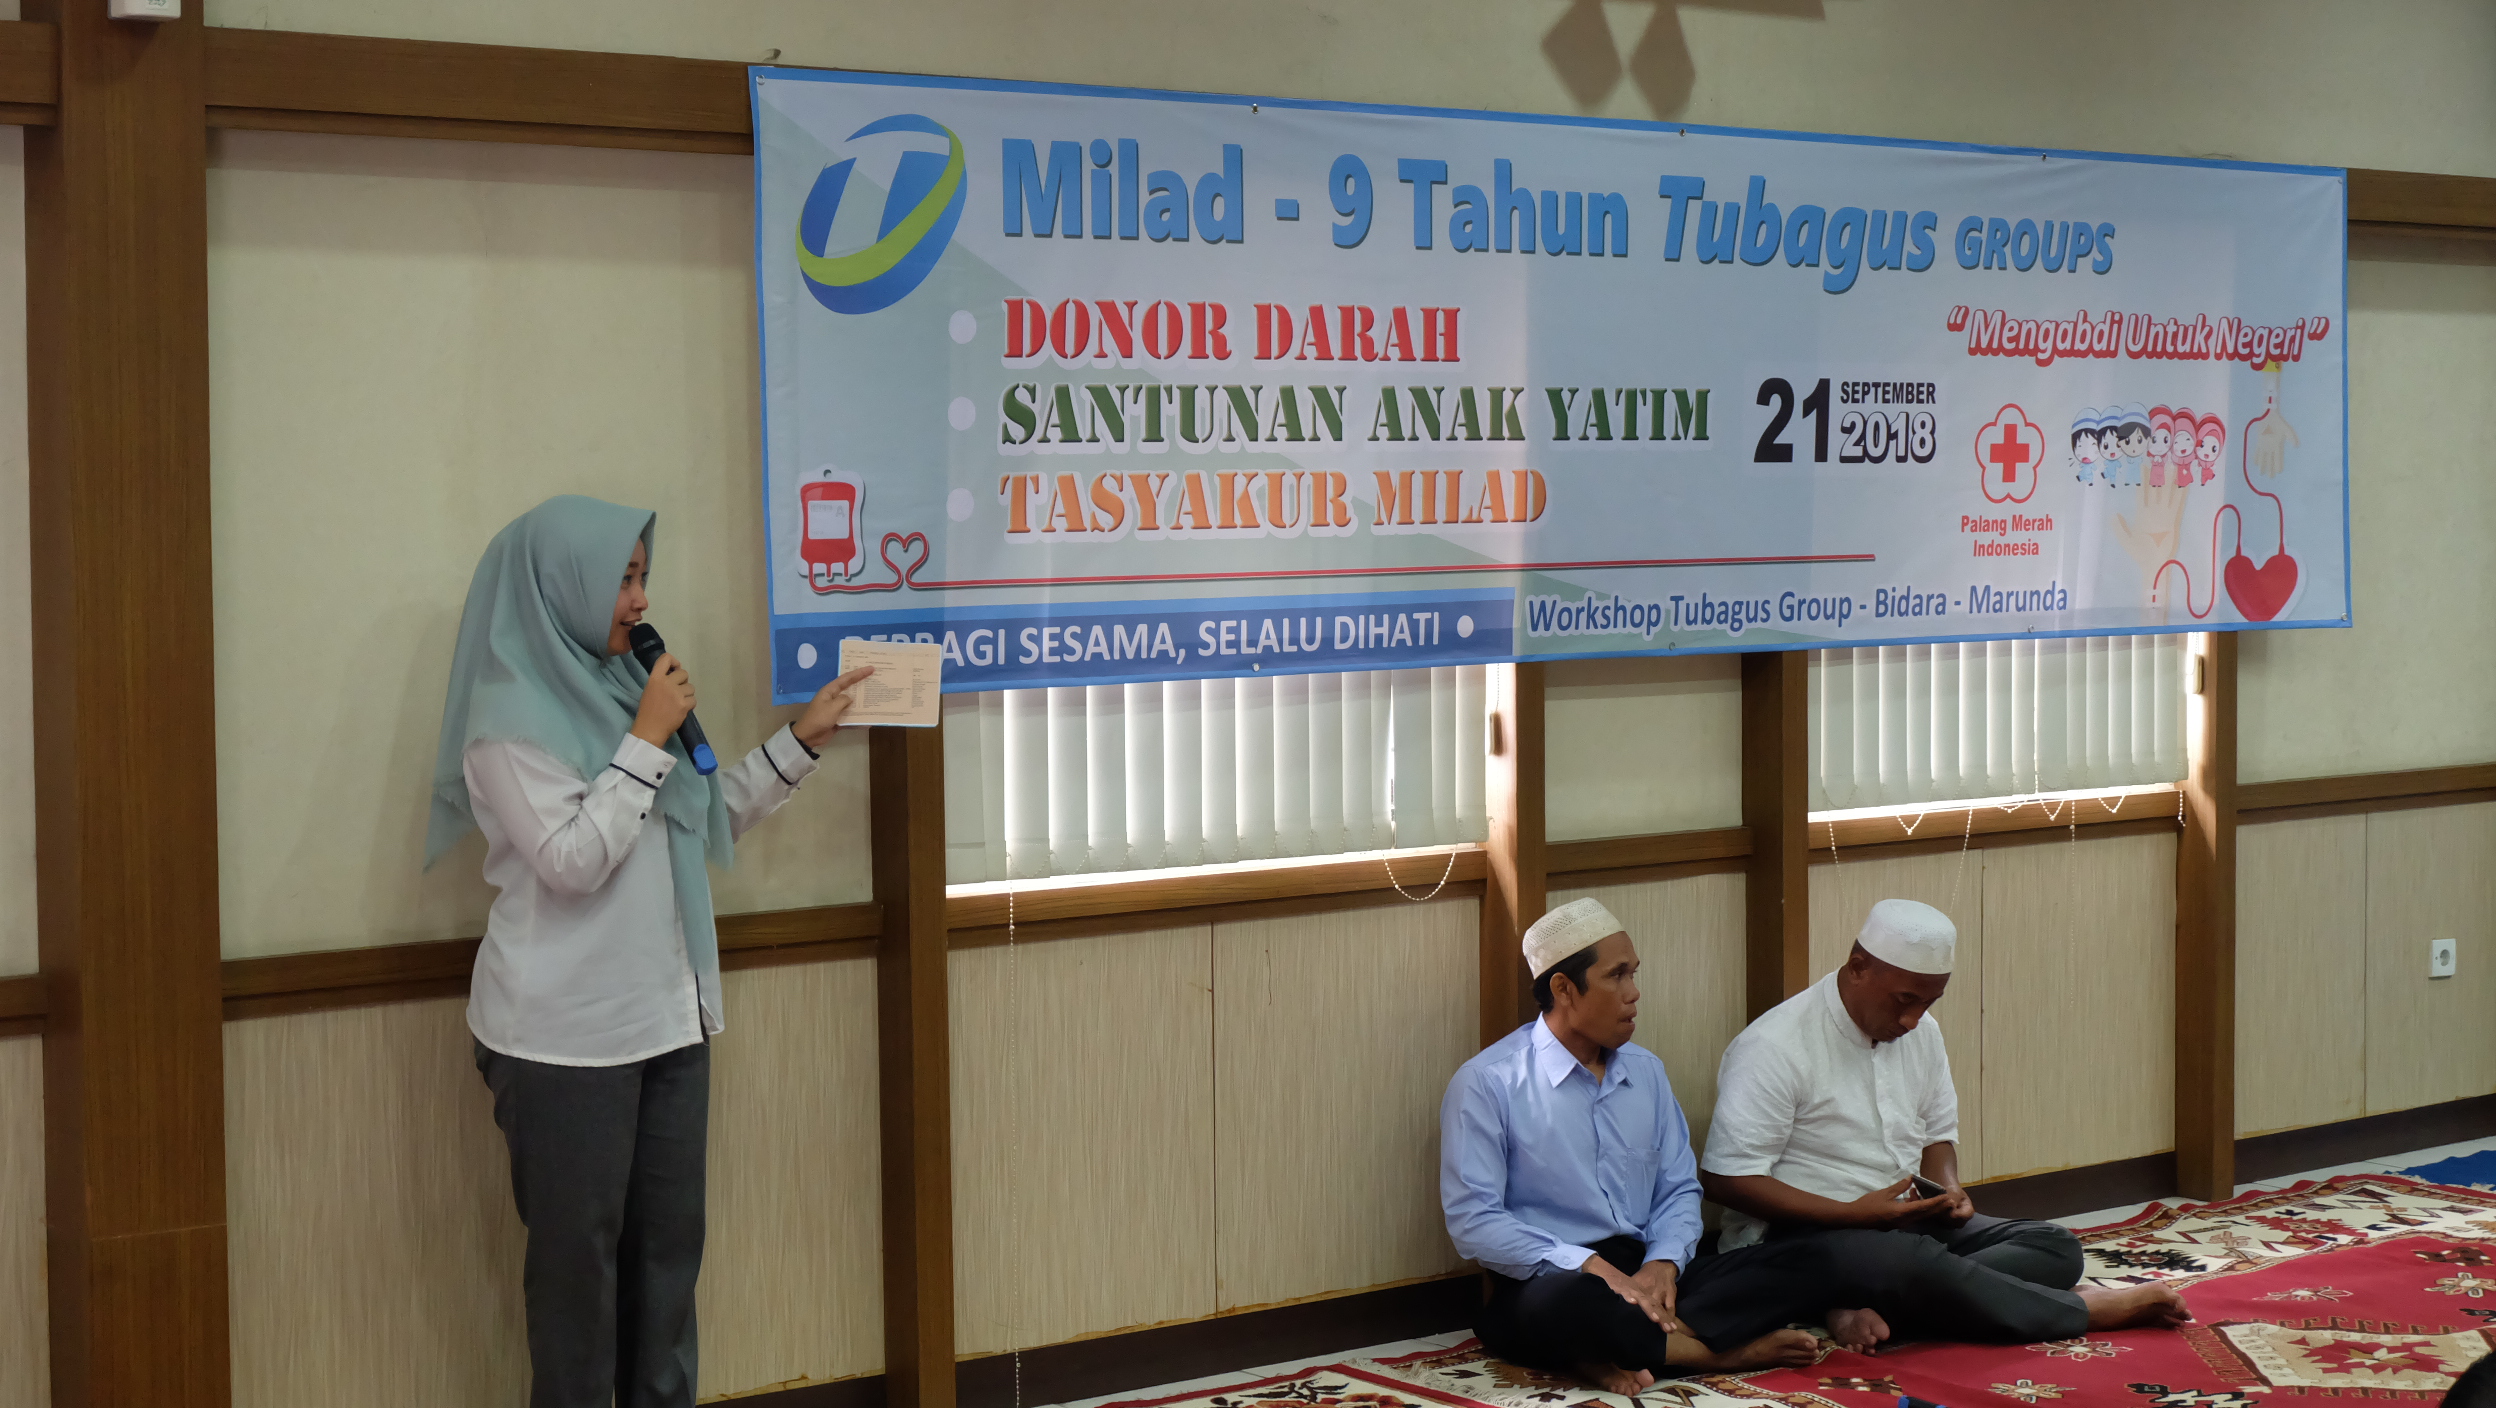 Milad - 9 Tahun Tubagus GROUPS
DONOR DARAH
SANTUNAN ANAK YATIM
TASYAKUR MILAD
21 SEPTEMBER
2018
"Mengabdi Untuk Negeri"
Palang Merah
Indonesia
SESAMA, SELALU DIHATI
Workshop Tubagus Group - Bidara - Marunda